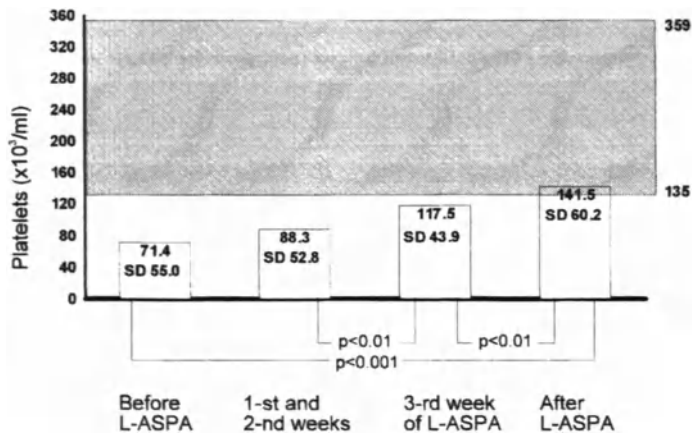 360
320
280
240
200
160
120
80
40
0
Platelets (x10³/ml)
359
135
71.4
SD 55.0
88.3
SD 52.8
117.5
SD 43.9
141.5
SD 60.2
p<0.01
p<0.01
p<0.001
Before
L-ASPA
1-st and
2-nd weeks
3-rd week
of L-ASPA
After
L-ASPA